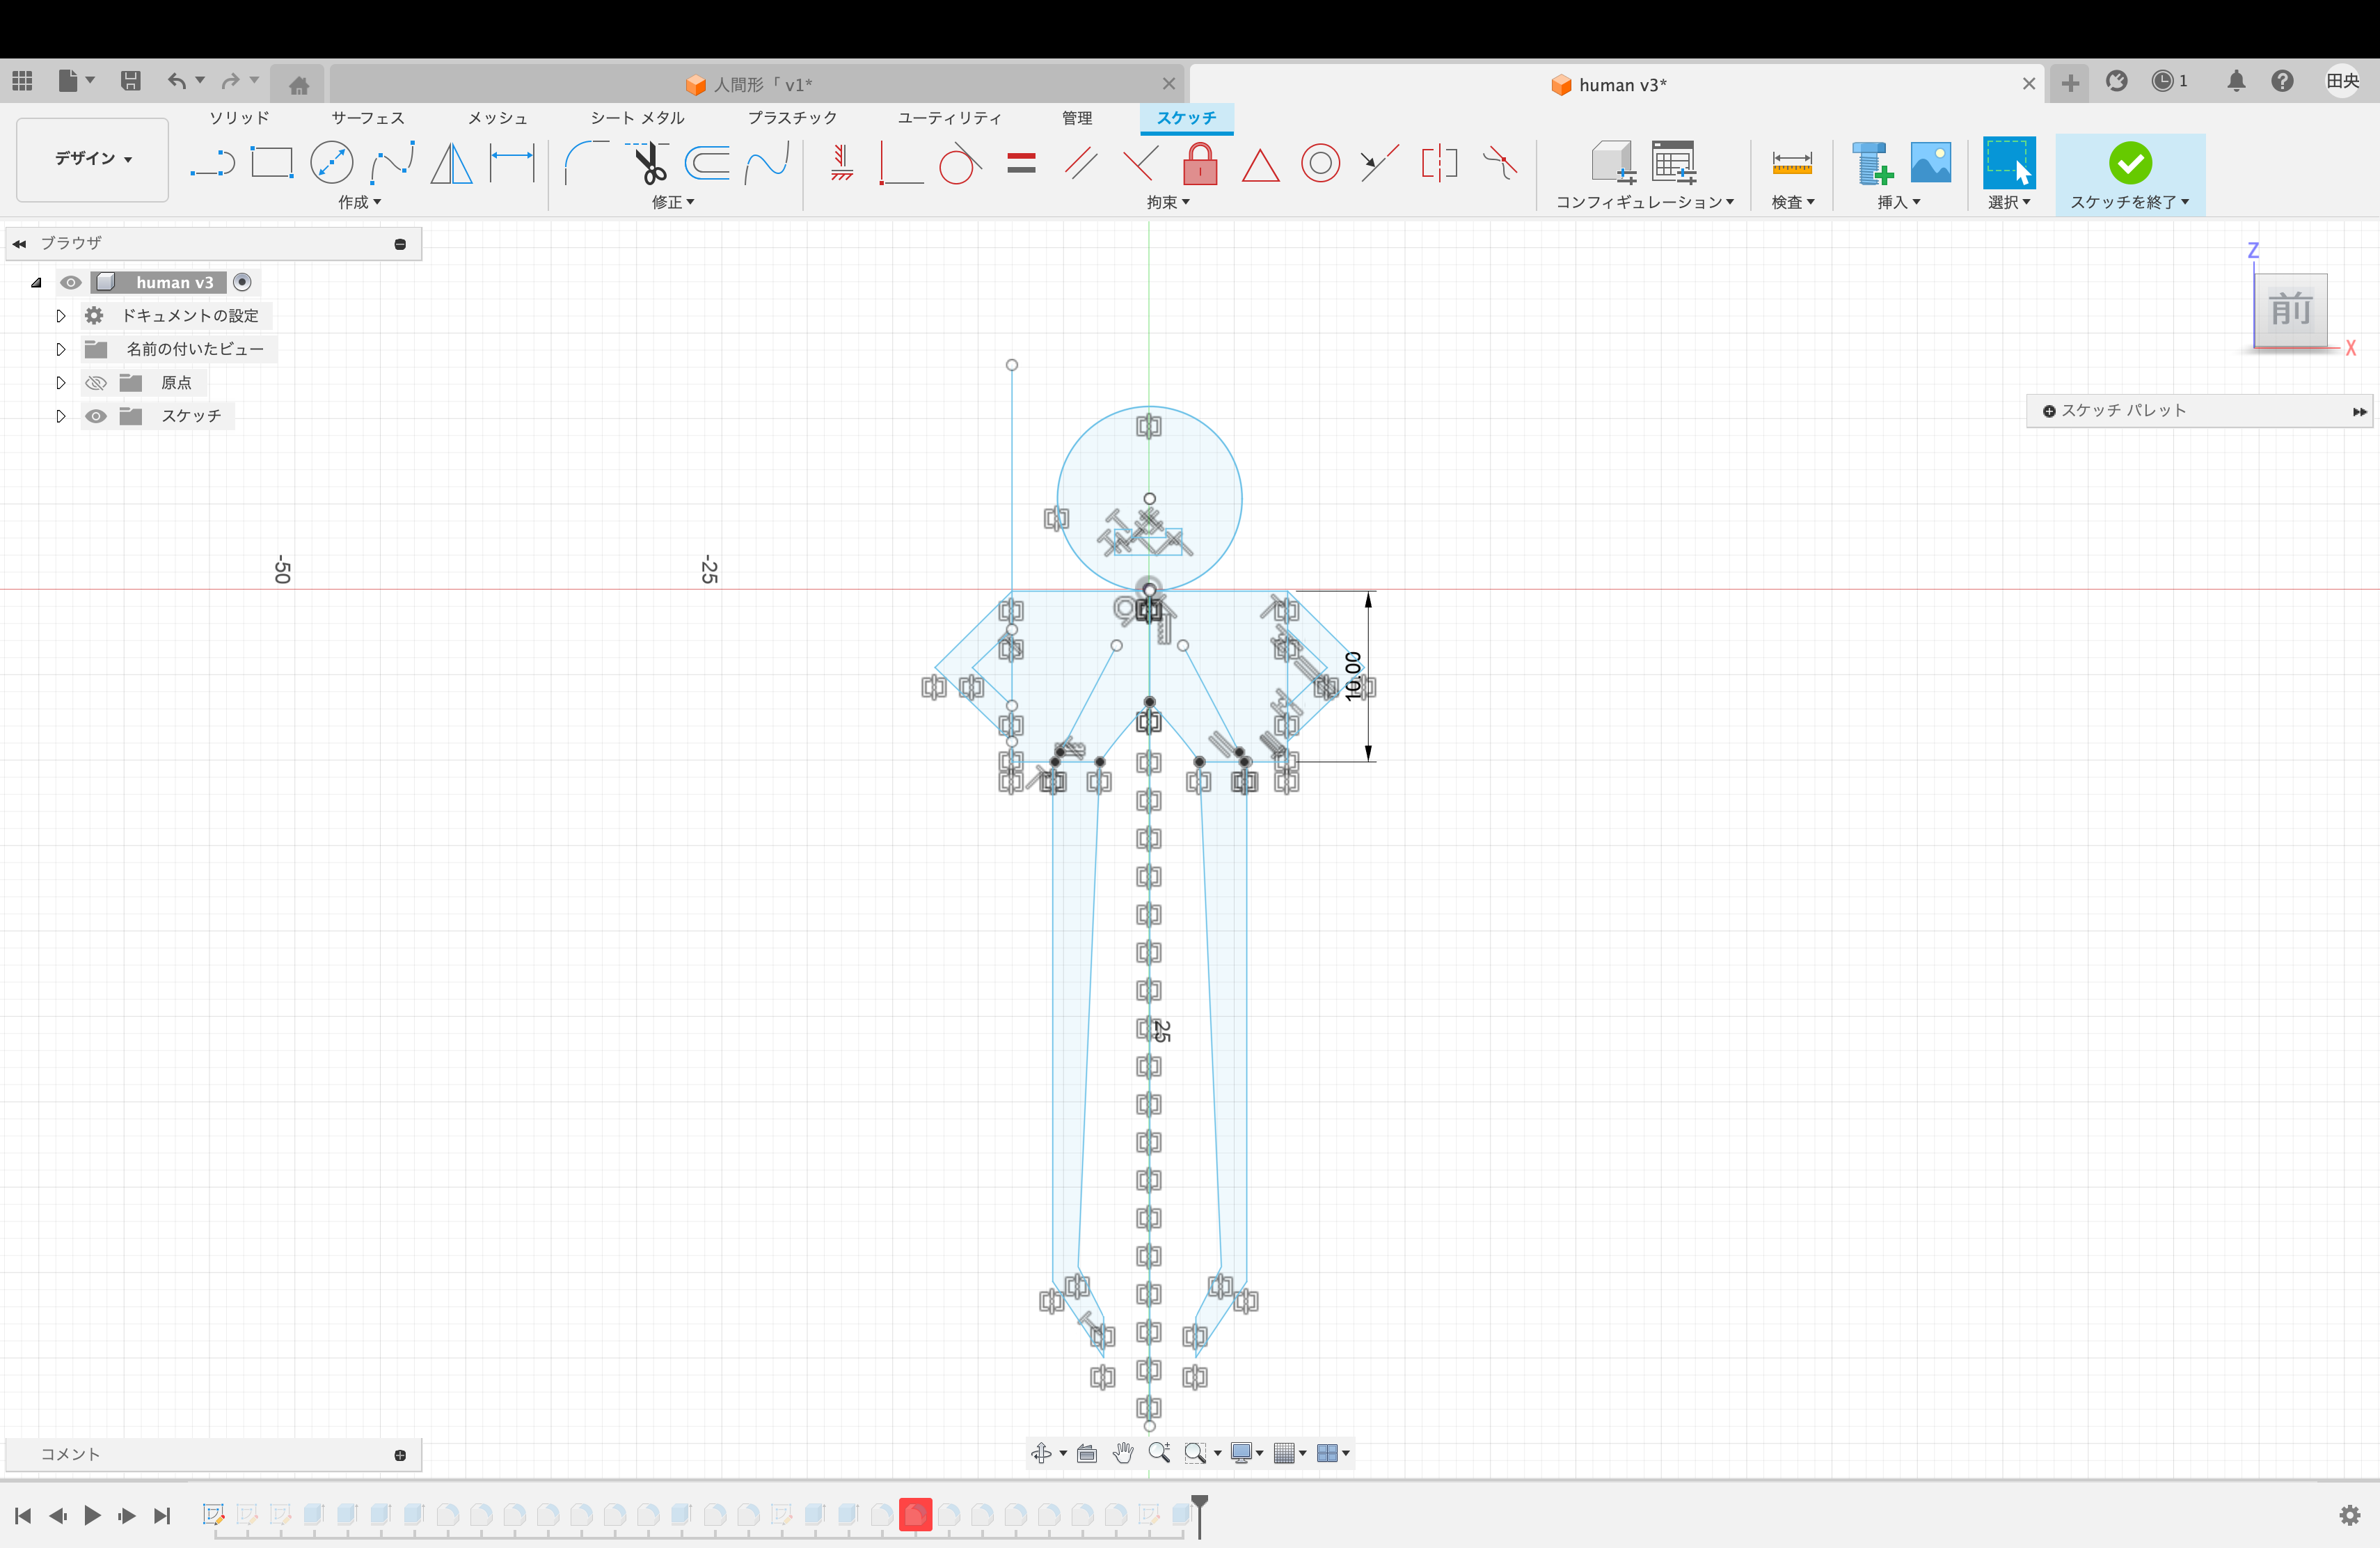 人間形「 v1*
human v3*
1
田央
デザイン
ソリッド
サーフェス
メッシュ
シート メタル
プラスチック
ユーティリティ
管理
スケッチ
作成
修正
拘束
コンフィギュレーション
検査
挿入
選択
スケッチを終了
ブラウザ
human v3
ドキュメントの設定
名前の付いたビュー
原点
スケッチ
Z
前
X
スケッチ パレット
-50
-25
10.00
25
コメント